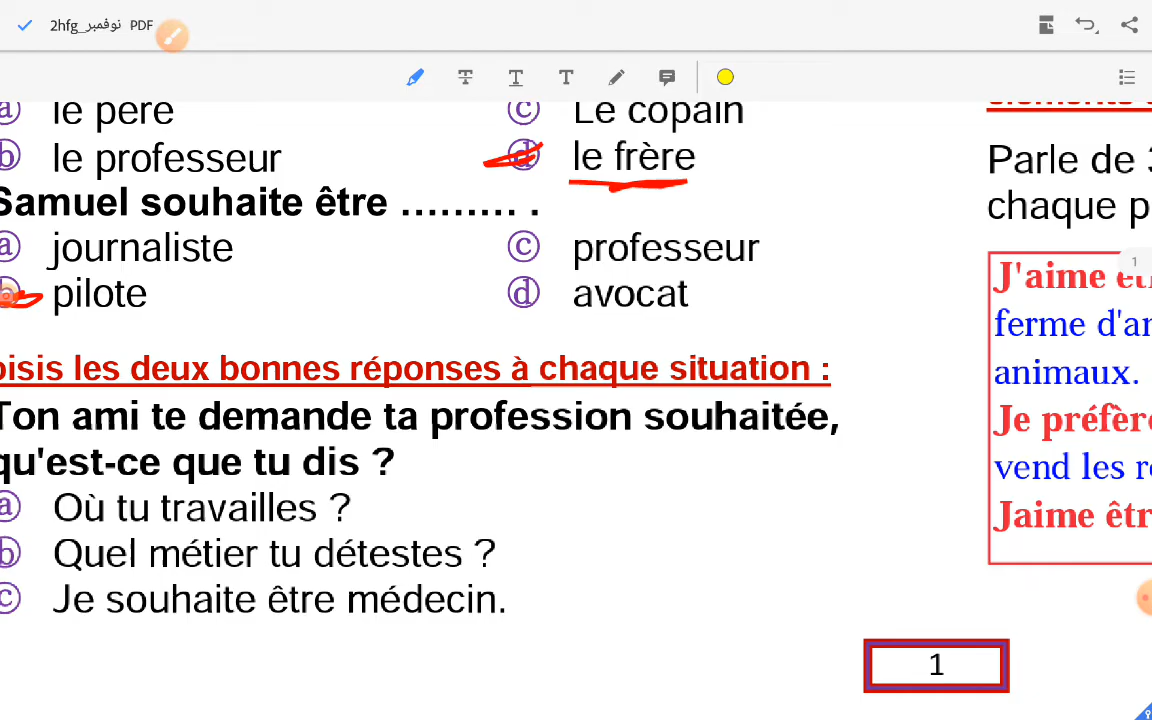 2hfg_نوفمبر PDF
a le père c Le copain
b le professeur d le frère
Samuel souhaite être ......... .
a journaliste c professeur
pilote d avocat
oisis les deux bonnes réponses à chaque situation :
Ton ami te demande ta profession souhaitée,
qu'est-ce que tu dis ?
a Où tu travailles ?
b Quel métier tu détestes ?
c Je souhaite être médecin.
1
Parle de 3
chaque p
1
J'aime êt
ferme d'an
animaux.
Je préfère
vend les r
Jaime êtr